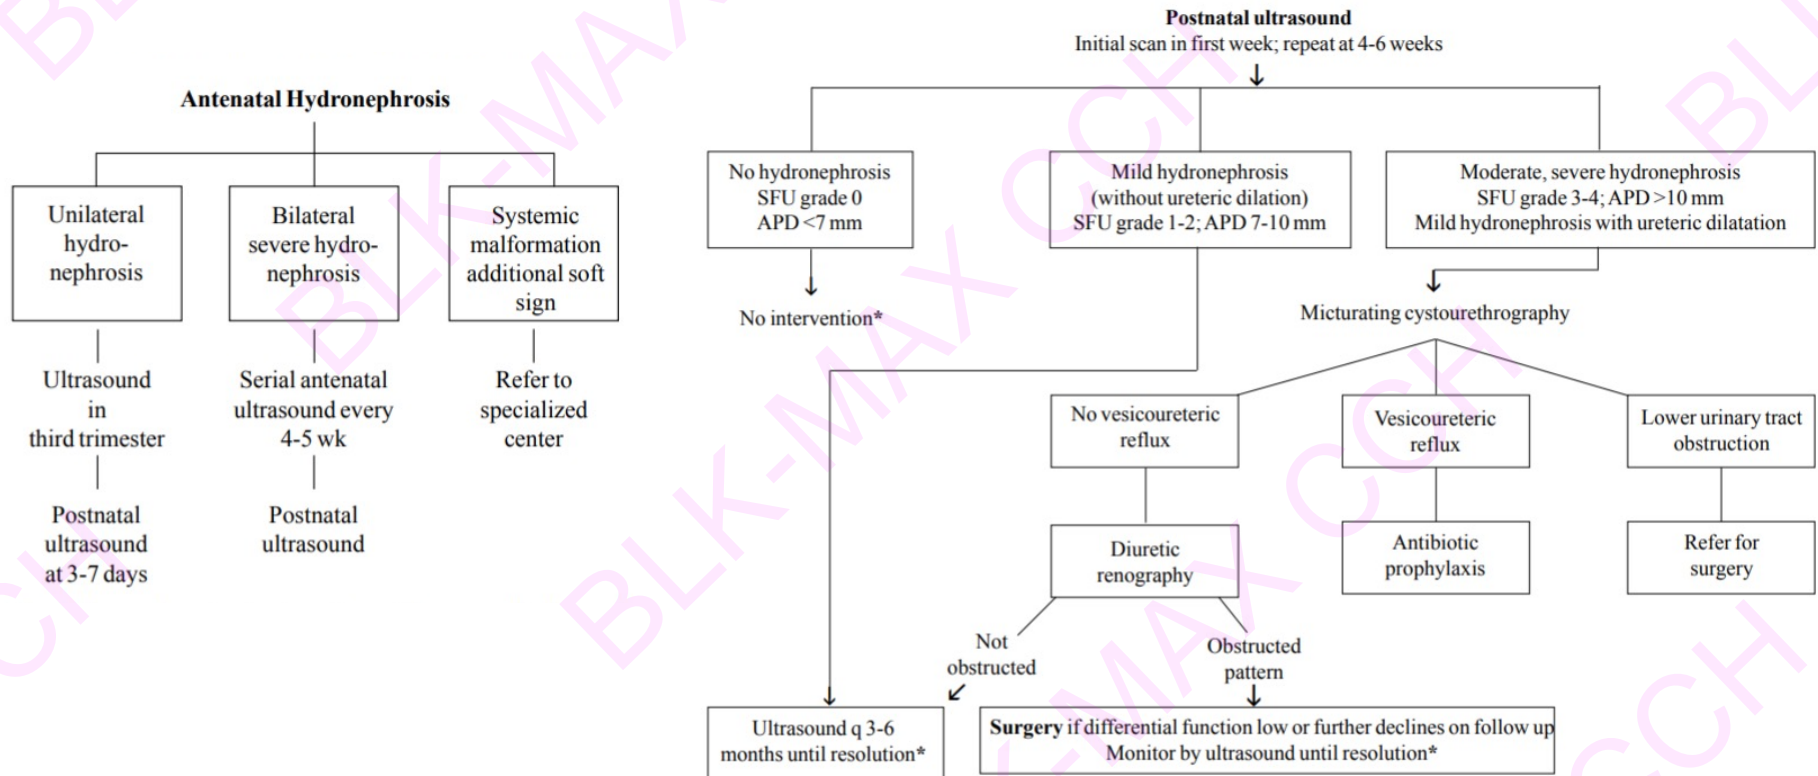 Antenatal Hydronephrosis
Unilateral
hydro-
nephrosis
Ultrasound
in
third trimester
Postnatal
ultrasound
at 3-7 days
Bilateral
severe hydro-
nephrosis
Serial antenatal
ultrasound every
4-5 wk
Postnatal
ultrasound
Systemic
malformation
additional soft
sign
Refer to
specialized
center
Postnatal ultrasound
Initial scan in first week; repeat at 4-6 weeks
No hydronephrosis
SFU grade 0
APD <7 mm
No intervention*
Mild hydronephrosis
(without ureteric dilation)
SFU grade 1-2; APD 7-10 mm
Moderate, severe hydronephrosis
SFU grade 3-4; APD >10 mm
Mild hydronephrosis with ureteric dilatation
Micturating cystourethrography
No vesicoureteric
reflux
Vesicoureteric
reflux
Lower urinary tract
obstruction
Diuretic
renography
Antibiotic
prophylaxis
Refer for
surgery
Not
obstructed
Obstructed
pattern
Ultrasound q 3-6
months until resolution*
Surgery if differential function low or further declines on follow up
Monitor by ultrasound until resolution*
BLK-MAX CCH
BLK-MAX CCH